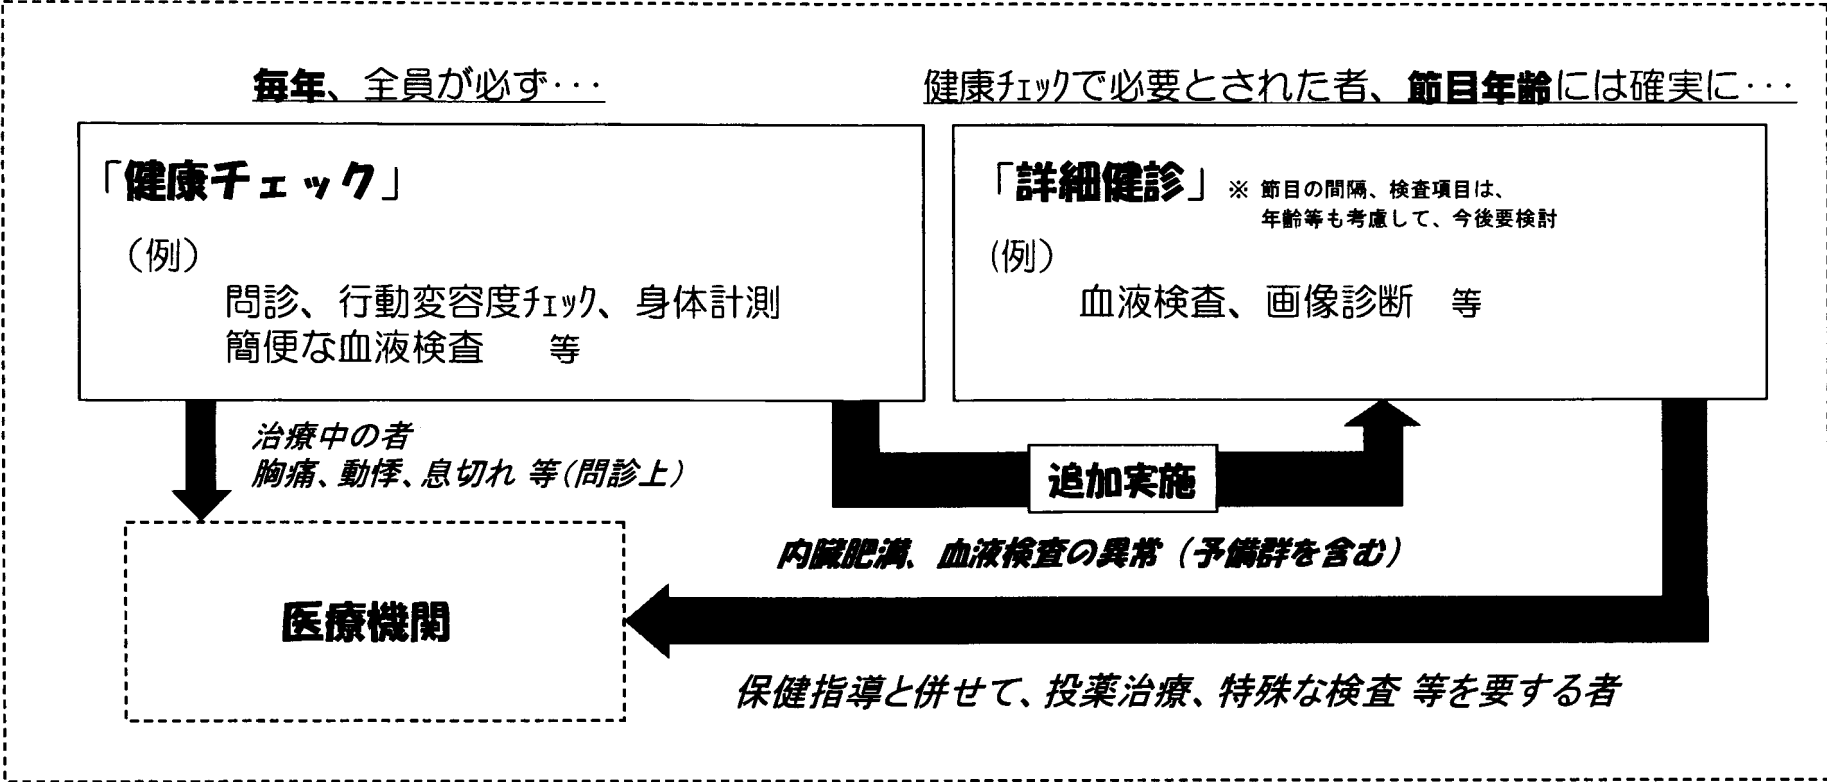 毎年、全員が必ず･･･
「健康チェック」
（例）
問診、行動変容度ﾁｪｯｸ、身体計測
簡便な血液検査　等
健康ﾁｪｯｸで必要とされた者、節目年齢には確実に･･･
「詳細健診」※ 節目の間隔、検査項目は、
年齢等も考慮して、今後要検討
（例）
血液検査、画像診断　等
治療中の者
胸痛、動悸、息切れ 等（問診上）
追加実施
内臓肥満、血液検査の異常（予備群を含む）
医療機関
保健指導と併せて、投薬治療、特殊な検査 等を要する者